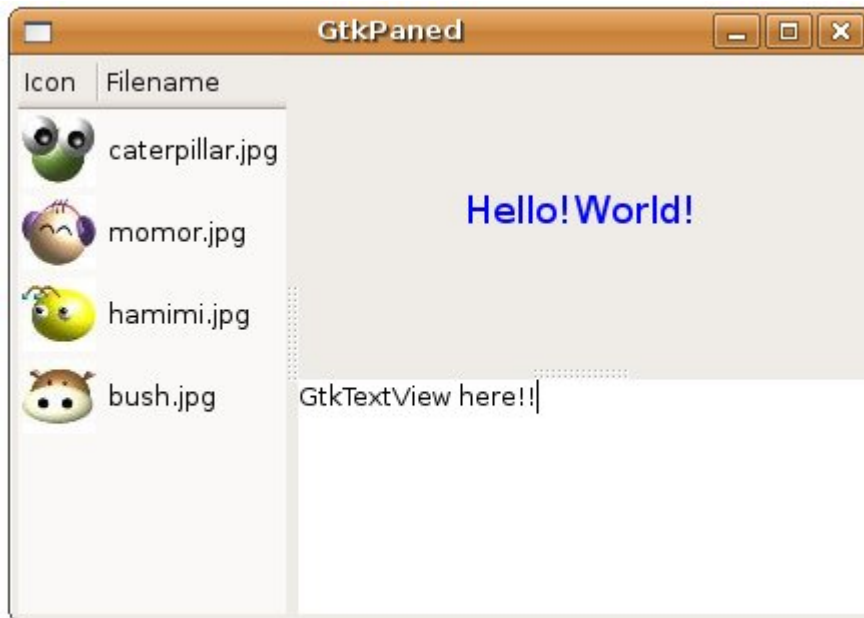 GtkPaned
Icon Filename
caterpillar.jpg
momor.jpg
hamimi.jpg
bush.jpg
Hello!World!
GtkTextView here!!